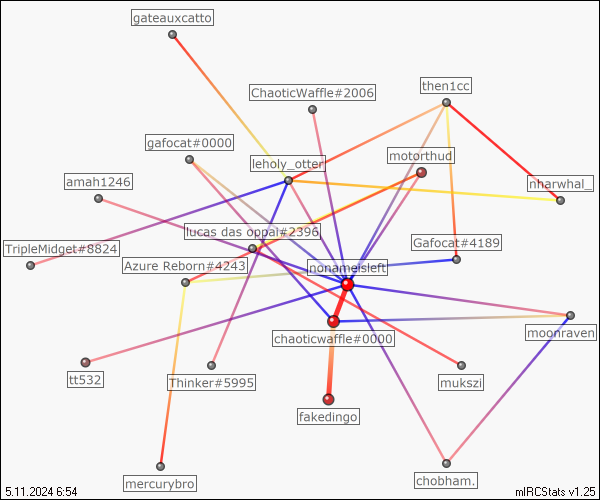 gateauxcatto
then1cc
ChaoticWaffle#2006
gafocat#0000
motorthud
leholy_otter
amah1246
nharwhal_
lucas das oppai#2396
Gafocat#4189
TripleMidget#8824
Azure Reborn#4243
nonameisleft
moonraven
chaoticwaffle#0000
tt532
Thinker#5995
mukszi
fakedingo
mercurybro
chobham.
5.11.2024 6:54
mIRCStats v1.25